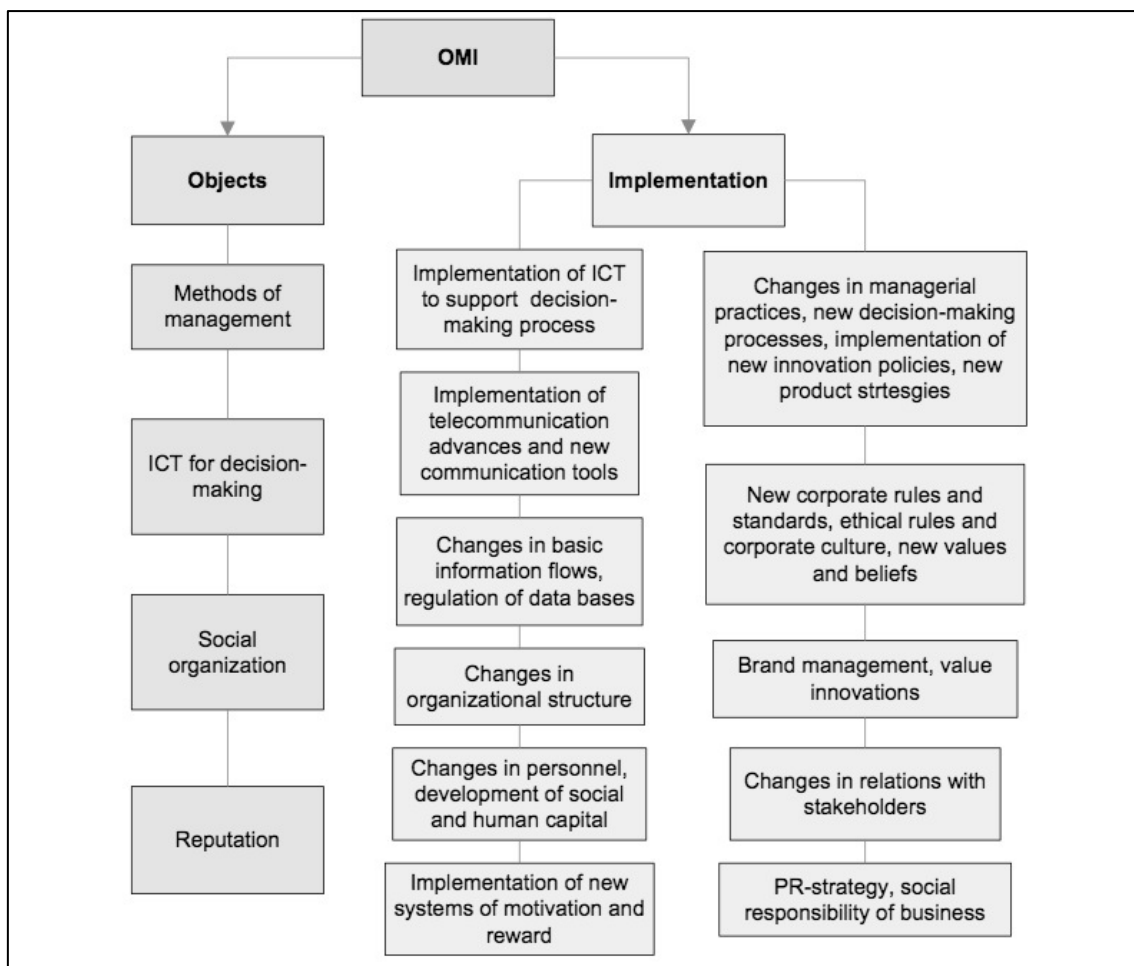 OMI
Objects
Methods of
management
ICT for decision-
making
Social
organization
Reputation
Implementation
Implementation of ICT
to support decision-
making process
Implementation of
telecommunication
advances and new
communication tools
Changes in basic
information flows,
regulation of data bases
Changes in
organizational structure
Changes in personnel,
development of social
and human capital
Implementation of new
systems of motivation and
reward
Changes in managerial
practices, new decision-making
processes, implementation of
new innovation policies, new
product strtesgies
New corporate rules and
standards, ethical rules and
corporate culture, new values
and beliefs
Brand management, value
innovations
Changes in relations with
stakeholders
PR-strategy, social
responsibility of business